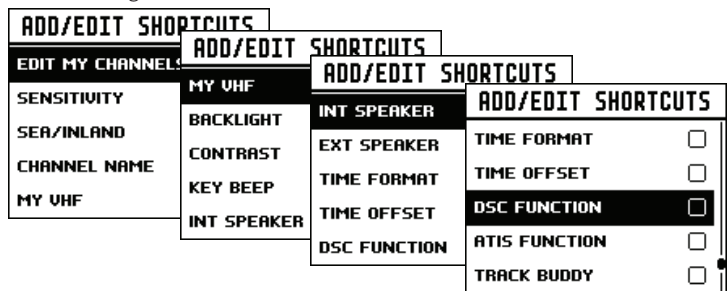 ADD/EDIT SHORTCUTS
EDIT MY CHANNELS
SENSITIVITY
SEA/INLAND
CHANNEL NAME
MY VHF
ADD/EDIT SHORTCUTS
MY VHF
BACKLIGHT
CONTRAST
KEY BEEP
INT SPEAKER
ADD/EDIT SHORTCUTS
INT SPEAKER
EXT SPEAKER
TIME FORMAT
TIME OFFSET
DSC FUNCTION
ADD/EDIT SHORTCUTS
TIME FORMAT
TIME OFFSET
DSC FUNCTION
ATIS FUNCTION
TRACK BUDDY